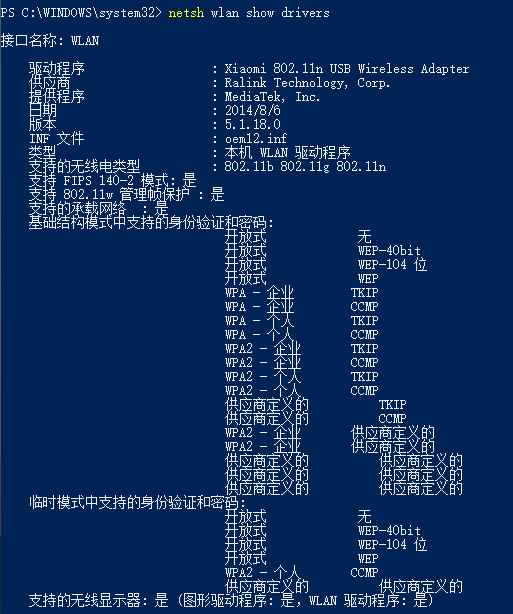 PS C:\WINDOWS\system32> netsh wlan show drivers
接口名称: WLAN
驱动程序 : Xiaomi 802.11n USB Wireless Adapter
供应商 : Ralink Technology, Corp.
提供程序 : MediaTek, Inc.
日期 : 2014/8/6
版本 : 5.1.18.0
INF 文件 : oem12.inf
类型 : 本机 WLAN 驱动程序
支持的无线电类型 : 802.11b 802.11g 802.11n
支持 FIPS 140-2 模式: 是
支持 802.11w 管理帧保护 : 是
支持的承载网络 : 是
基础结构模式中支持的身份验证和密码:
开放式 无
开放式 WEP-40bit
开放式 WEP-104 位
开放式 WEP
WPA - 企业 TKIP
WPA - 企业 CCMP
WPA - 个人 TKIP
WPA - 个人 CCMP
WPA2 - 企业 TKIP
WPA2 - 企业 CCMP
WPA2 - 个人 TKIP
WPA2 - 个人 CCMP
供应商定义的 TKIP
供应商定义的 CCMP
WPA2 - 企业 供应商定义的
WPA2 - 企业 供应商定义的
供应商定义的 供应商定义的
供应商定义的 供应商定义的
供应商定义的 供应商定义的
临时模式中支持的身份验证和密码:
开放式 无
开放式 WEP-40bit
开放式 WEP-104 位
开放式 WEP
WPA2 - 个人 CCMP
供应商定义的 供应商定义的
支持的无线显示器: 是 (图形驱动程序: 是，WLAN 驱动程序: 是)